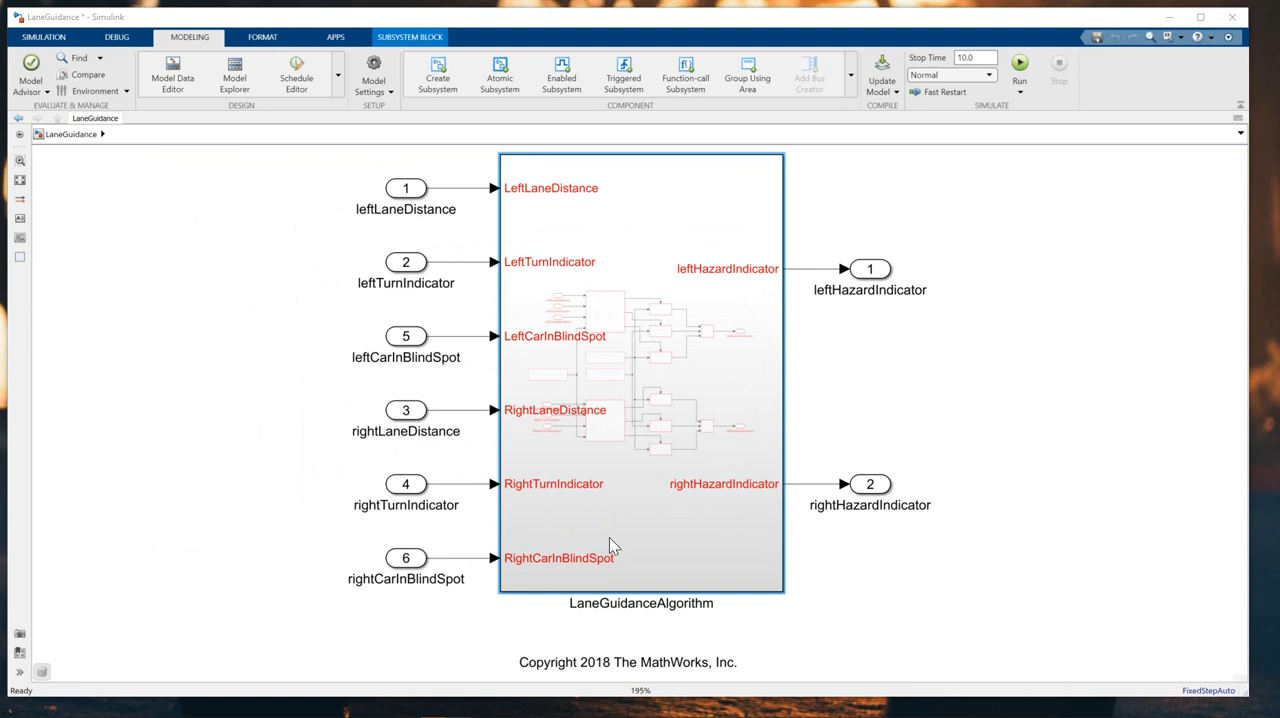 LaneGuidance * - Simulink
SIMULATION DEBUG MODELING FORMAT APPS SUBSYSTEM BLOCK
Model Advisor
Find
Compare
Environment
EVALUATE & MANAGE
Model Data Editor
Model Explorer
Schedule Editor
DESIGN
Model Settings
SETUP
Create Subsystem
Atomic Subsystem
Enabled Subsystem
Triggered Subsystem
Function-call Subsystem
Group Using Area
Add Bus Creator
COMPONENT
Update Model
COMPILE
Stop Time 10.0
Normal
Fast Restart
Run
Stop
SIMULATE
LaneGuidance
LaneGuidance
1 LeftLaneDistance
leftLaneDistance
2 LeftTurnIndicator
leftTurnIndicator
leftHazardIndicator 1
leftHazardIndicator
5 LeftCarInBlindSpot
leftCarInBlindSpot
3 RightLaneDistance
rightLaneDistance
4 RightTurnIndicator
rightTurnIndicator
rightHazardIndicator 2
rightHazardIndicator
6 RightCarInBlindSpot
rightCarInBlindSpot
LaneGuidanceAlgorithm
Copyright 2018 The MathWorks, Inc.
Ready 195% FixedStepAuto